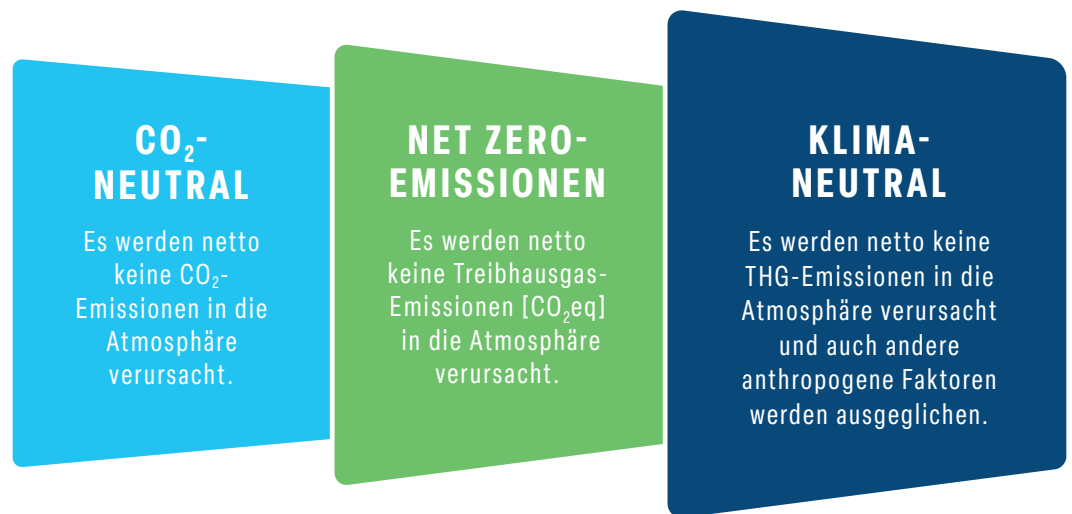 CO₂-
NEUTRAL
Es werden netto
keine CO₂-
Emissionen in die
Atmosphäre
verursacht.
NET ZERO-
EMISSIONEN
Es werden netto
keine Treibhausgas-
Emissionen [CO₂eq]
in die Atmosphäre
verursacht.
KLIMA-
NEUTRAL
Es werden netto keine
THG-Emissionen in die
Atmosphäre verursacht
und auch andere
anthropogene Faktoren
werden ausgeglichen.